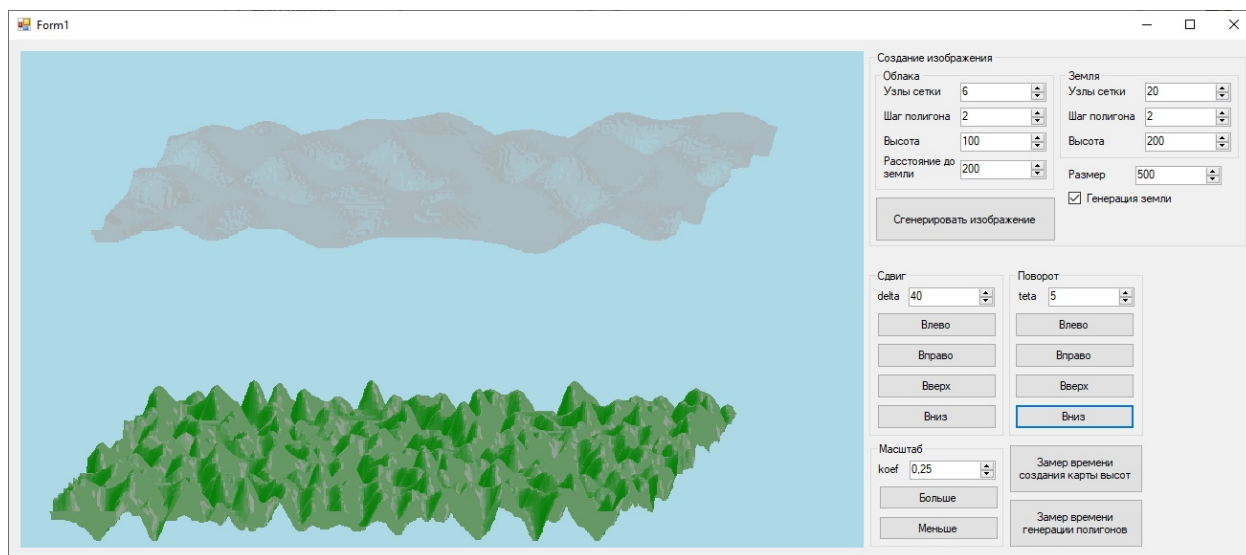 Form1
Создание изображения
Облака
Узлы сетки 6
Шаг полигона 2
Высота 100
Расстояние до
земли 200
Земля
Узлы сетки 20
Шаг полигона 2
Высота 200
Размер 500
Генерация земли
Сгенерировать изображение
Сдвиг
delta 40
Влево
Вправо
Вверх
Вниз
Поворот
teta 5
Влево
Вправо
Вверх
Вниз
Масштаб
koef 0,25
Больше
Меньше
Замер времени
создания карты высот
Замер времени
генерации полигонов